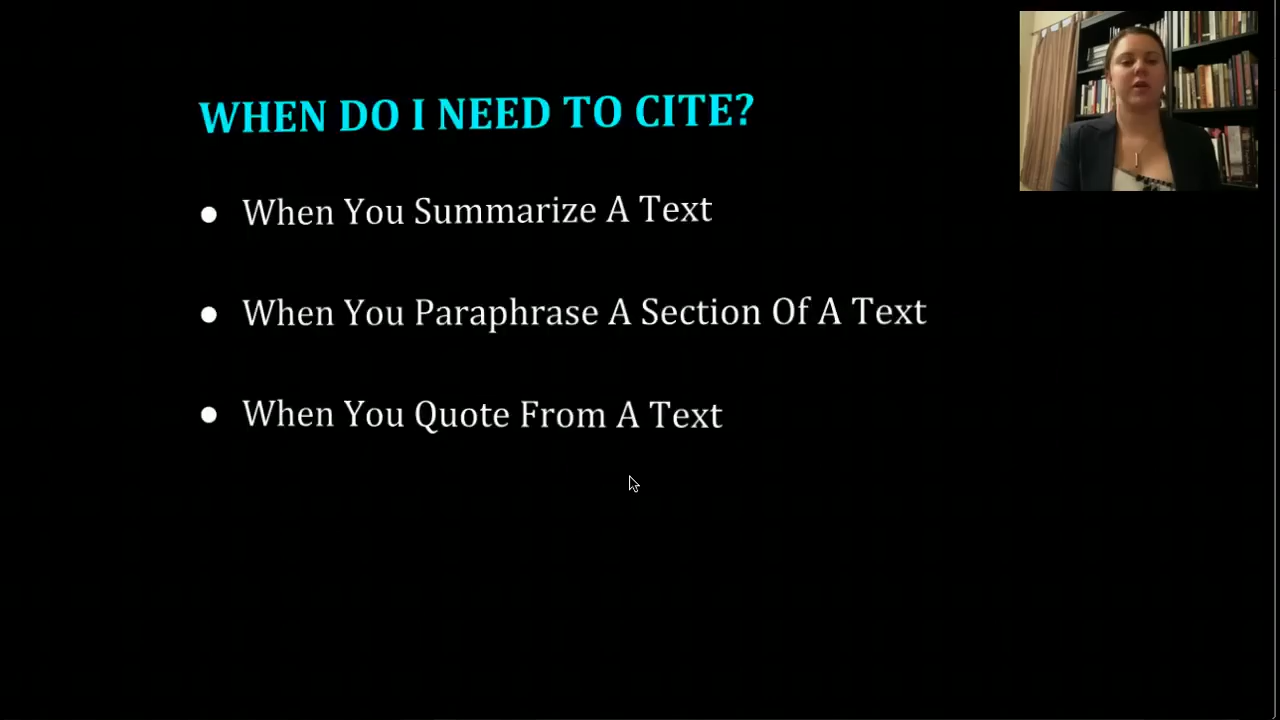 WHEN DO I NEED TO CITE?
● When You Summarize A Text
● When You Paraphrase A Section Of A Text
● When You Quote From A Text